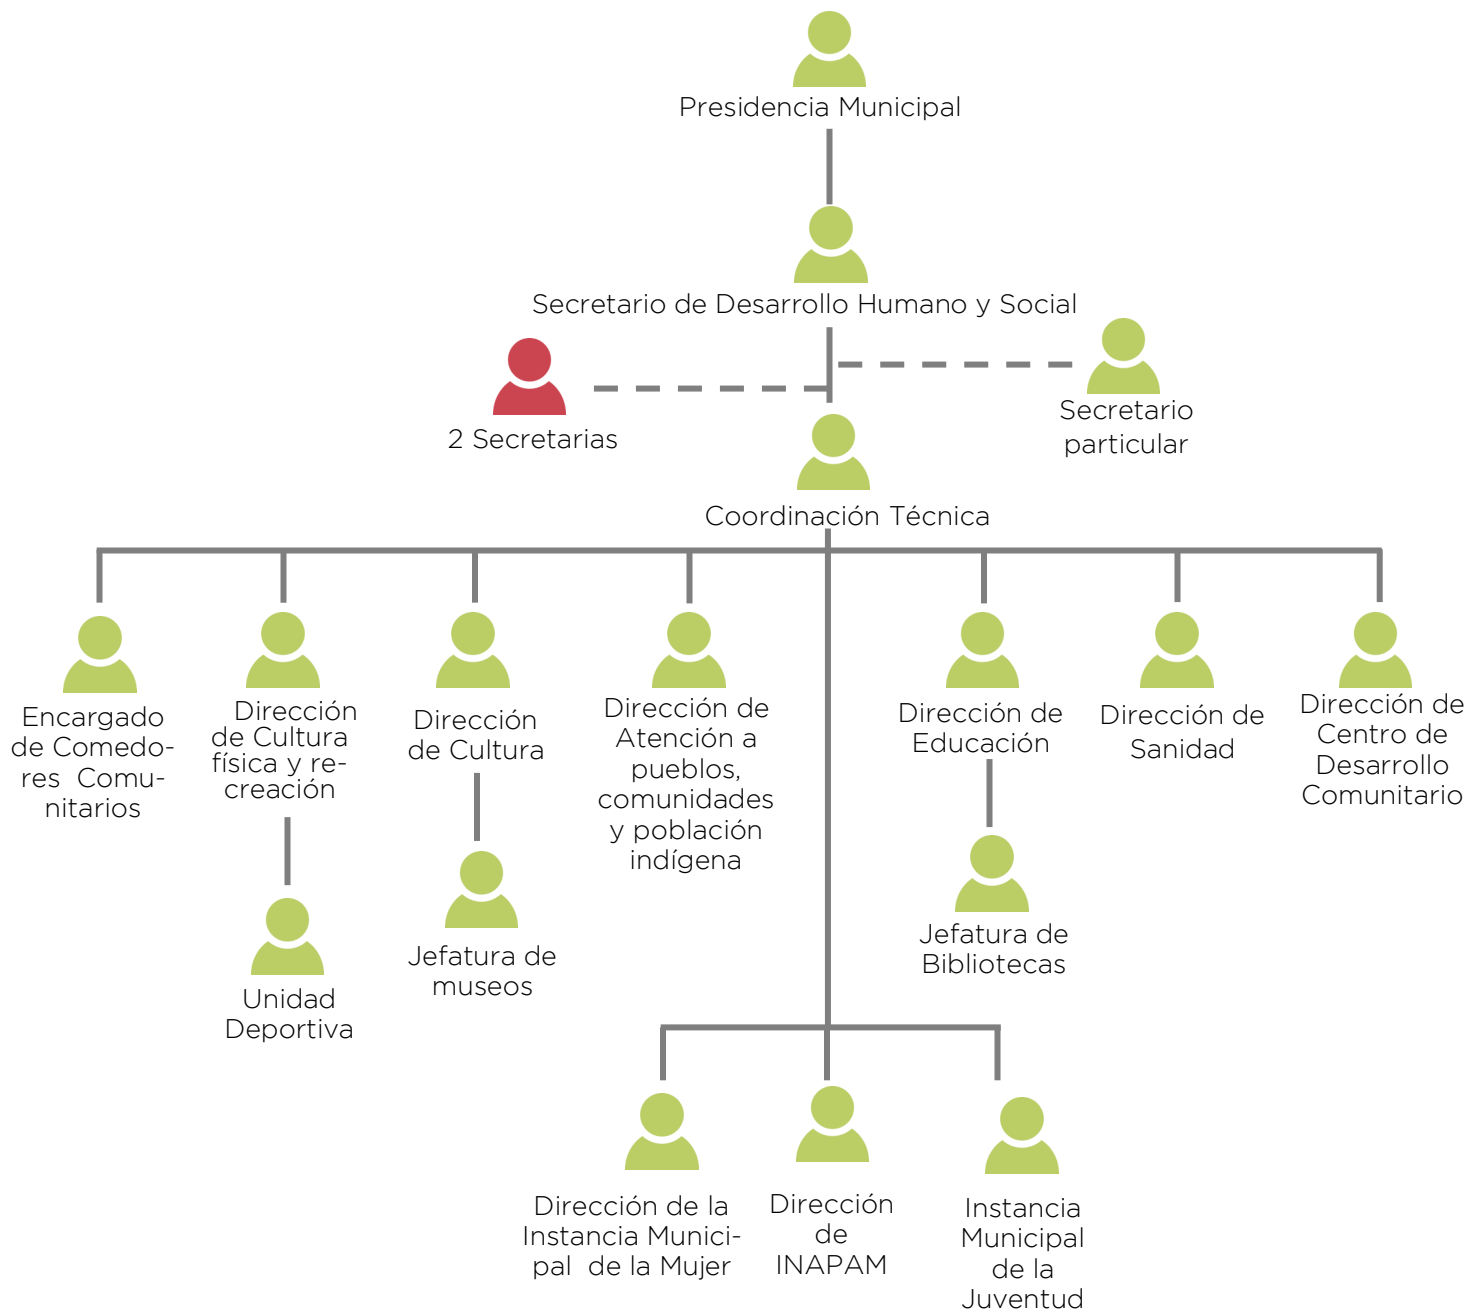 Presidencia Municipal
Secretario de Desarrollo Humano y Social
2 Secretarias
Secretario
particular
Coordinación Técnica
Encargado
de Comedo-
res Comu-
nitarios
Dirección
de Cultura
física y re-
creación
Dirección
de Cultura
Dirección de
Atención a
pueblos,
comunidades
y población
indígena
Dirección de
Educación
Dirección de
Sanidad
Dirección de
Centro de
Desarrollo
Comunitario
Unidad
Deportiva
Jefatura de
museos
Jefatura de
Bibliotecas
Dirección de la
Instancia Munici-
pal de la Mujer
Dirección
de
INAPAM
Instancia
Municipal
de la
Juventud